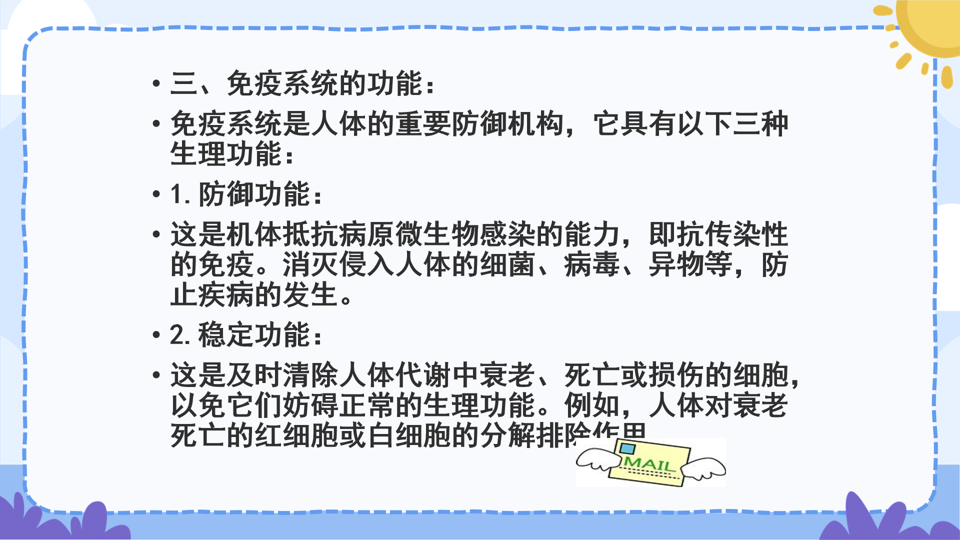 • 三、免疫系统的功能：
• 免疫系统是人体的重要防御机构，它具有以下三种
生理功能：
• 1.防御功能：
• 这是机体抵抗病原微生物感染的能力，即抗传染性
的免疫。消灭侵入人体的细菌、病毒、异物等，防
止疾病的发生。
• 2.稳定功能：
• 这是及时清除人体代谢中衰老、死亡或损伤的细胞，
以免它们妨碍正常的生理功能。例如，人体对衰老
死亡的红细胞或白细胞的分解排除作用
MAIL